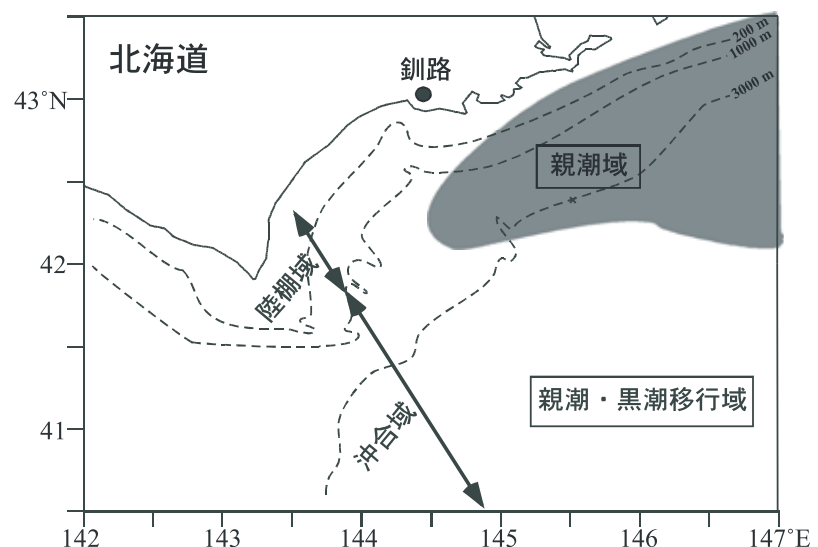 北海道
釧路
200 m
1000 m
3000 m
43°N
親潮域
42
陸棚域
親潮・黒潮移行域
41
沖合域
142
143
144
145
146
147°E